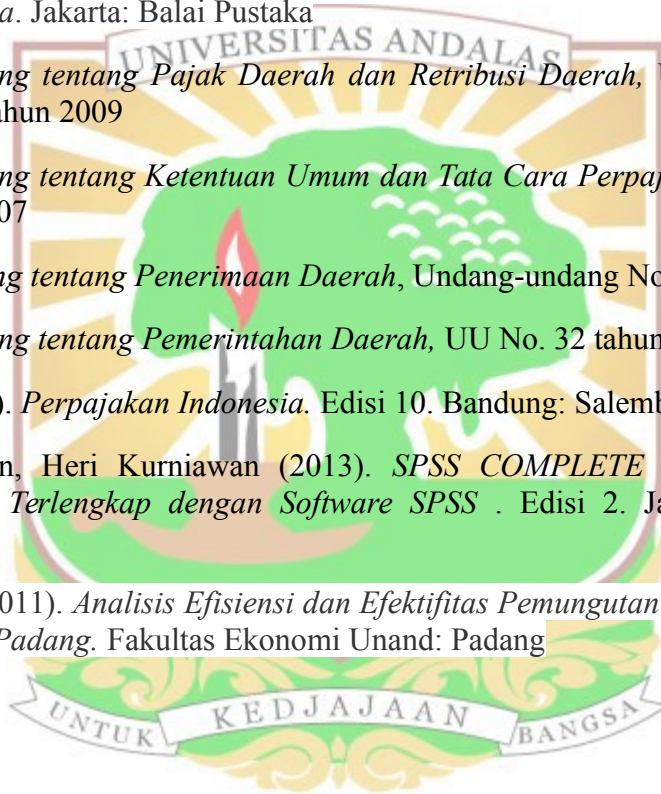 a. Jakarta: Balai Pustaka
UNIVERSITAS ANDALAS
ng tentang Pajak Daerah dan Retribusi Daerah,
ahun 2009
ng tentang Ketentuan Umum dan Tata Cara Perpaj
07
ng tentang Penerimaan Daerah, Undang-undang No
ng tentang Pemerintahan Daerah, UU No. 32 tahun
). Perpajakan Indonesia. Edisi 10. Bandung: Salemb
n, Heri Kurniawan (2013). SPSS COMPLETE
Terlengkap dengan Software SPSS . Edisi 2. Ja
011). Analisis Efisiensi dan Efektifitas Pemungutan
Padang. Fakultas Ekonomi Unand: Padang
UNTUK KEDJAJAAN BANGSA